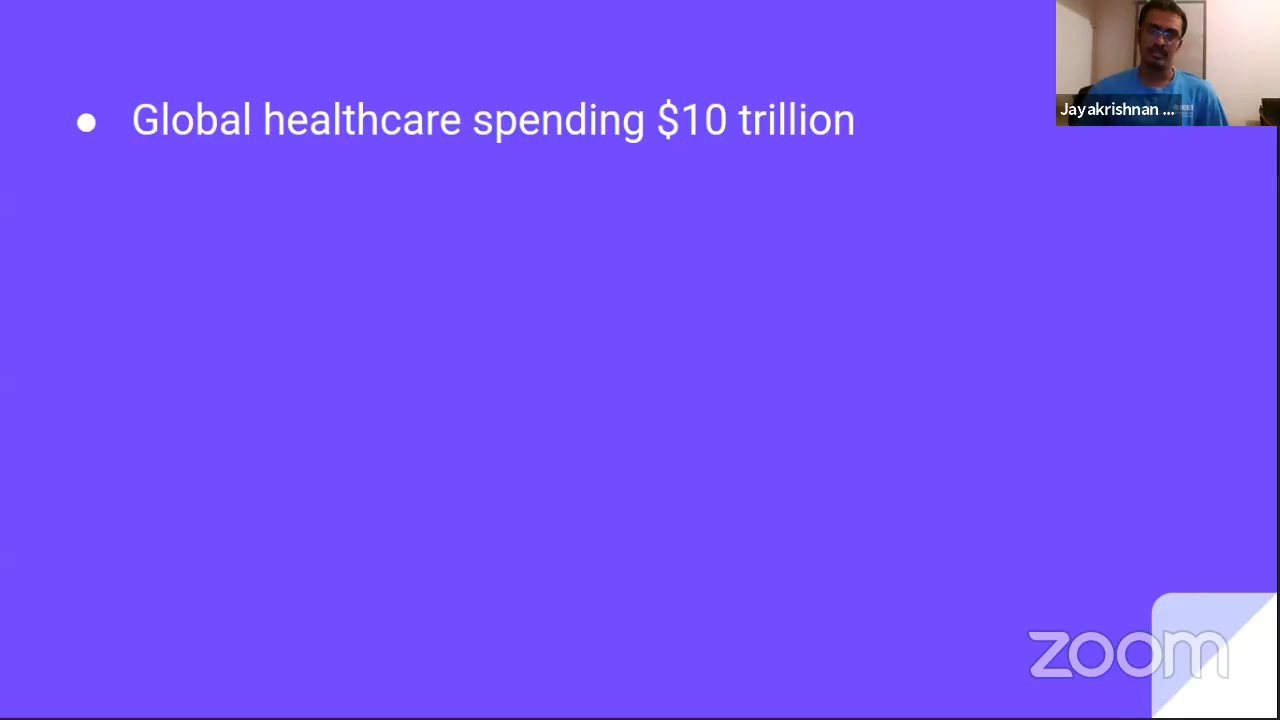 ● Global healthcare spending $10 trillion
Jayakrishnan ...
zoom